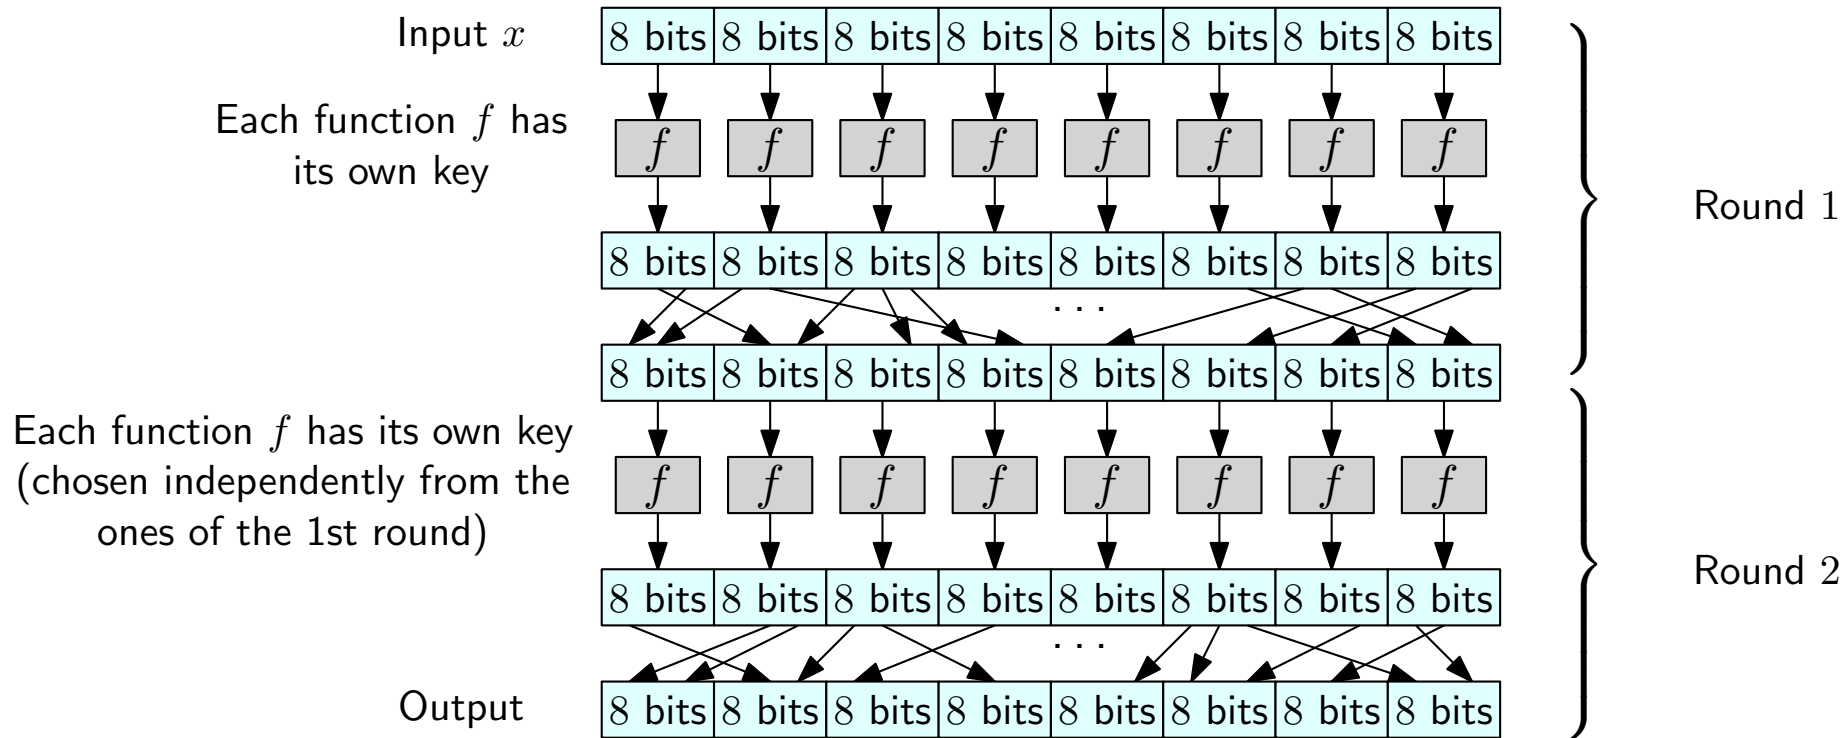 Input x 8 bits 8 bits 8 bits 8 bits 8 bits 8 bits 8 bits 8 bits
Each function f has
its own key
f f f f f f f f
Round 1
8 bits 8 bits 8 bits 8 bits 8 bits 8 bits 8 bits 8 bits
. . .
8 bits 8 bits 8 bits 8 bits 8 bits 8 bits 8 bits 8 bits
Each function f has its own key
(chosen independently from the
ones of the 1st round)
f f f f f f f f
Round 2
8 bits 8 bits 8 bits 8 bits 8 bits 8 bits 8 bits 8 bits
. . .
Output 8 bits 8 bits 8 bits 8 bits 8 bits 8 bits 8 bits 8 bits